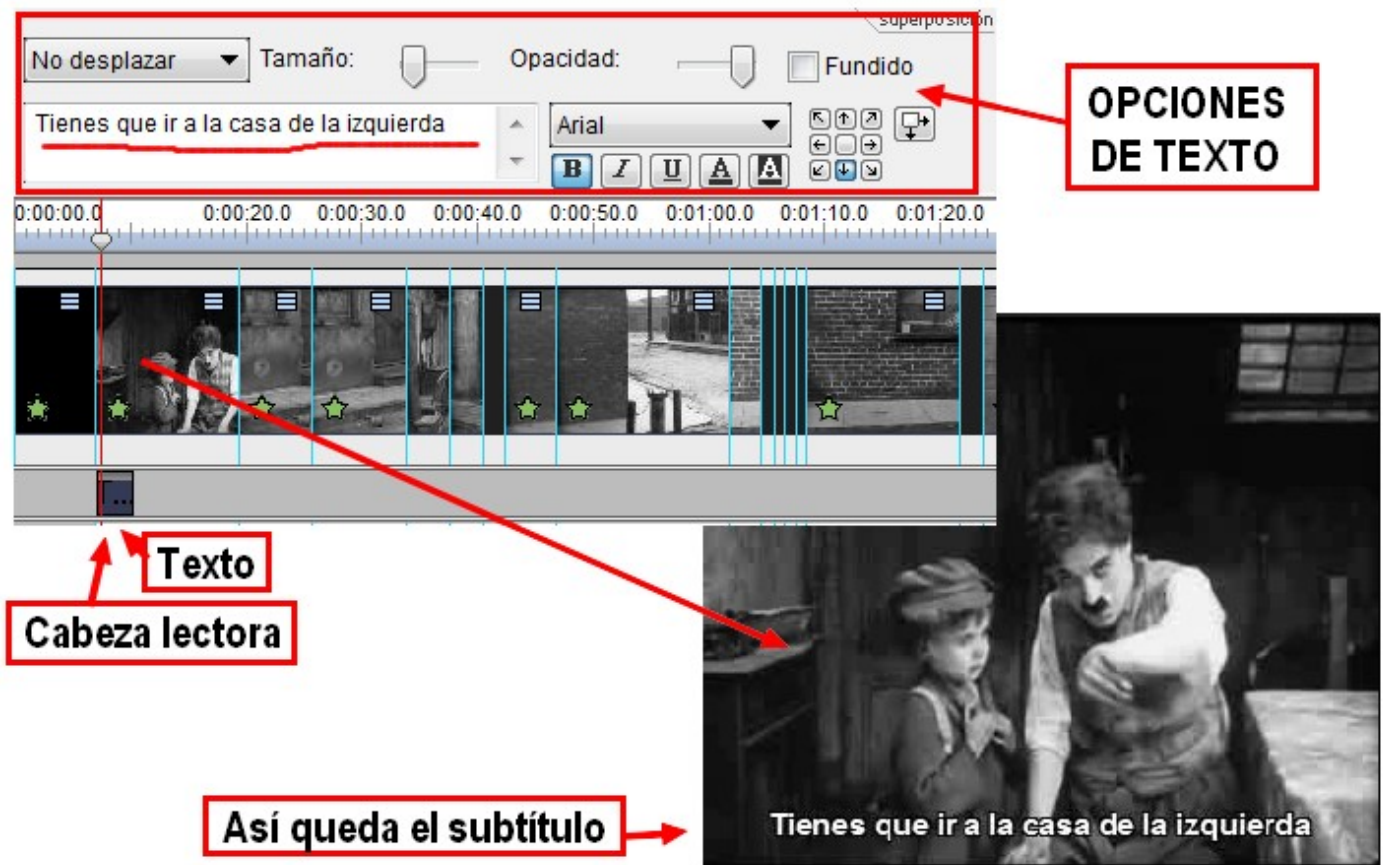 superposición
No desplazar Tamaño: Opacidad: Fundido
Tienes que ir a la casa de la izquierda
Arial
B I U A A
OPCIONES
DE TEXTO
0:00:00.0 0:00:20.0 0:00:30.0 0:00:40.0 0:00:50.0 0:01:00.0 0:01:10.0 0:01:20.0
Texto
Cabeza lectora
Así queda el subtítulo
Tienes que ir a la casa de la izquierda